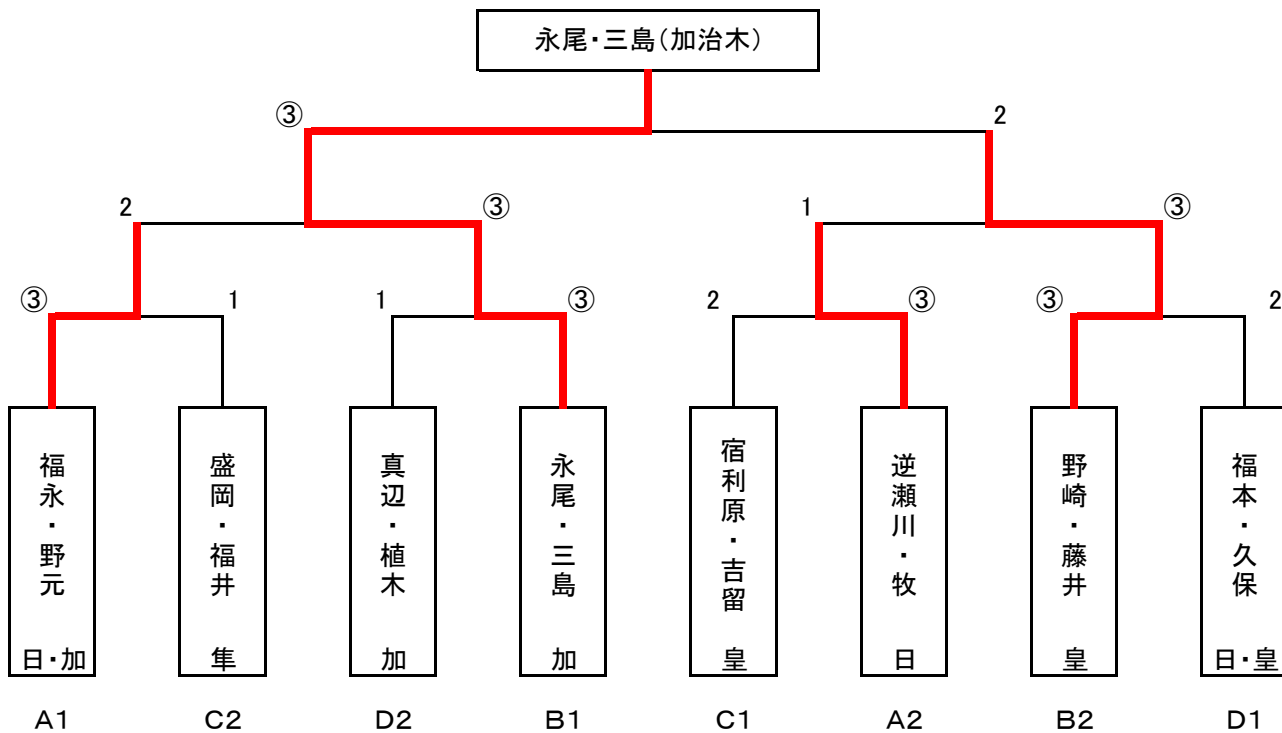 永尾・三島（加治木）
③
2
2
③
1
③
③
1
1
③
2
③
③
2
福永・野元 日・加
盛岡・福井 隼
真辺・植木 加
永尾・三島 加
宿利原・吉留 皇
逆瀬川・牧 日
野崎・藤井 皇
福本・久保 日・皇
A1
C2
D2
B1
C1
A2
B2
D1